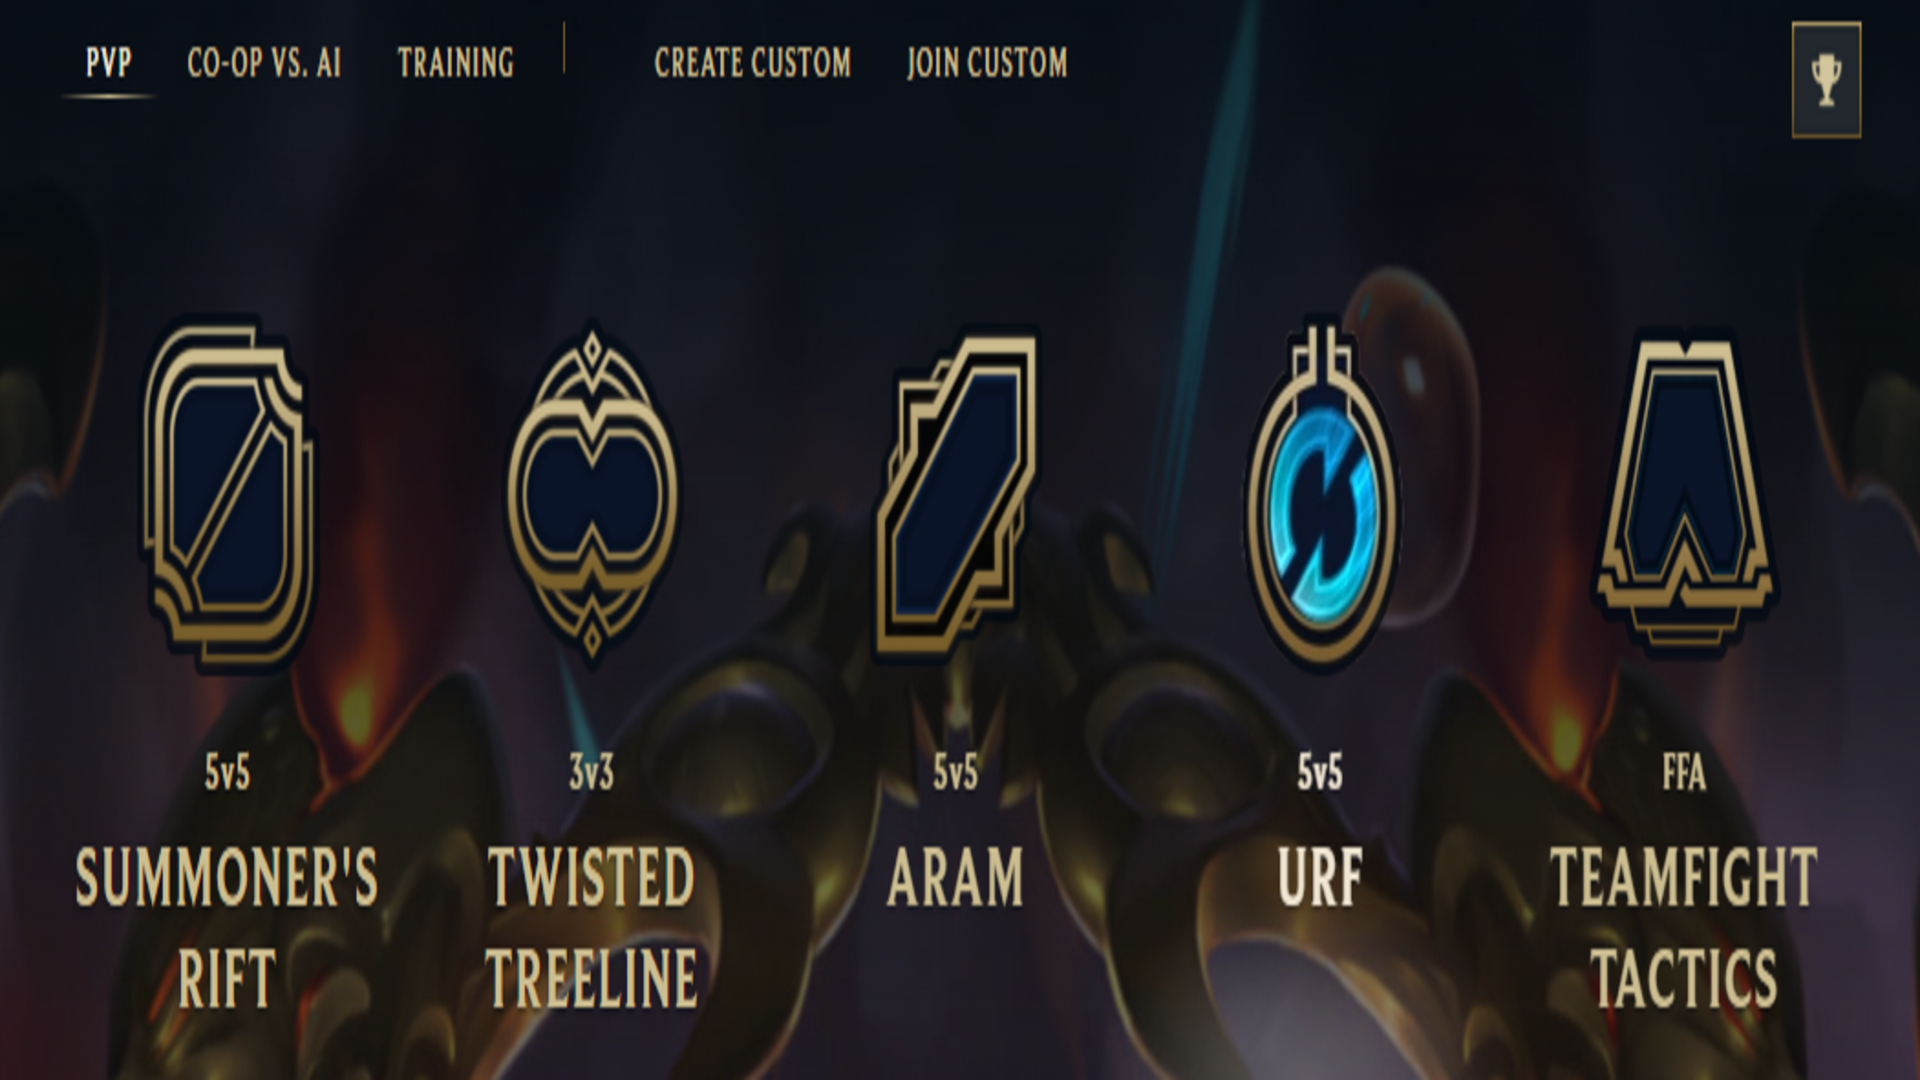 PVP CO-OP VS. AI TRAINING CREATE CUSTOM JOIN CUSTOM
5v5 3v3 5v5 5v5 FFA
SUMMONER'S TWISTED ARAM URF TEAMFIGHT
RIFT TREELINE TACTICS